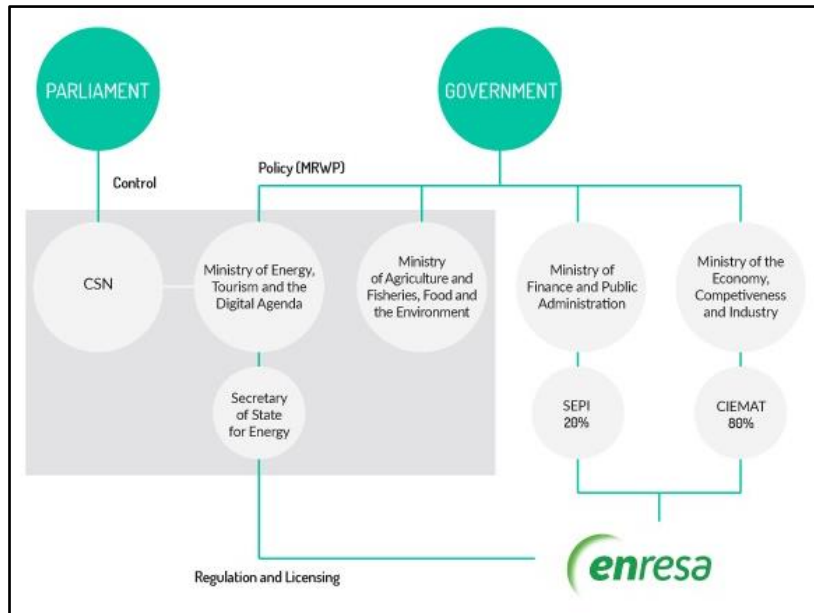 PARLIAMENT
GOVERNMENT
Control
Policy (MRWP)
CSN
Ministry of Energy,
Tourism and the
Digital Agenda
Ministry
of Agriculture and
Fisheries, Food and
the Environment
Ministry of
Finance and Public
Administration
Ministry of the
Economy,
Competiveness
and Industry
Secretary
of State
for Energy
SEPI
20%
CIEMAT
80%
Regulation and Licensing
enresa